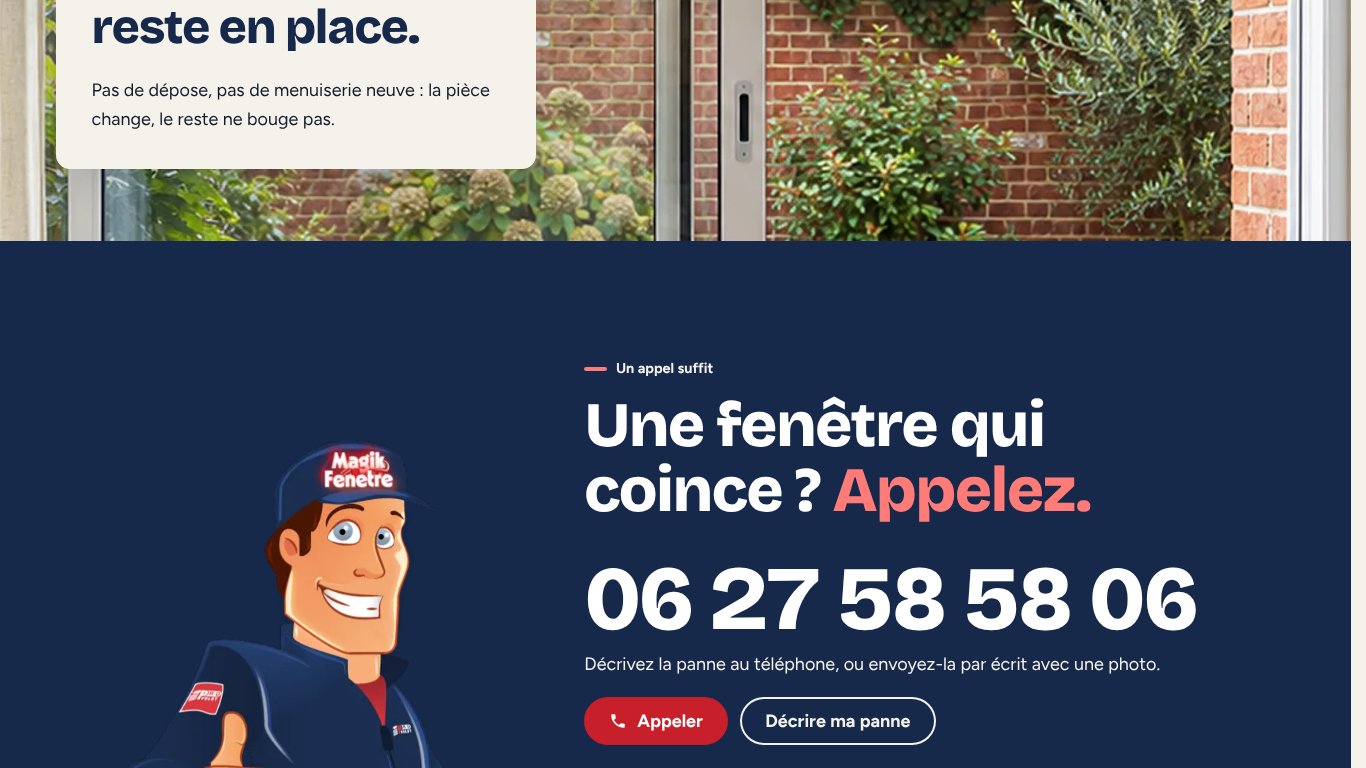 reste en place.
Pas de dépose, pas de menuiserie neuve : la pièce
change, le reste ne bouge pas.
Un appel suffit
Une fenêtre qui
coince ? Appelez.
Magik
Fenetre
06 27 58 58 06
Décrivez la panne au téléphone, ou envoyez-la par écrit avec une photo.
Appeler
Décrire ma panne